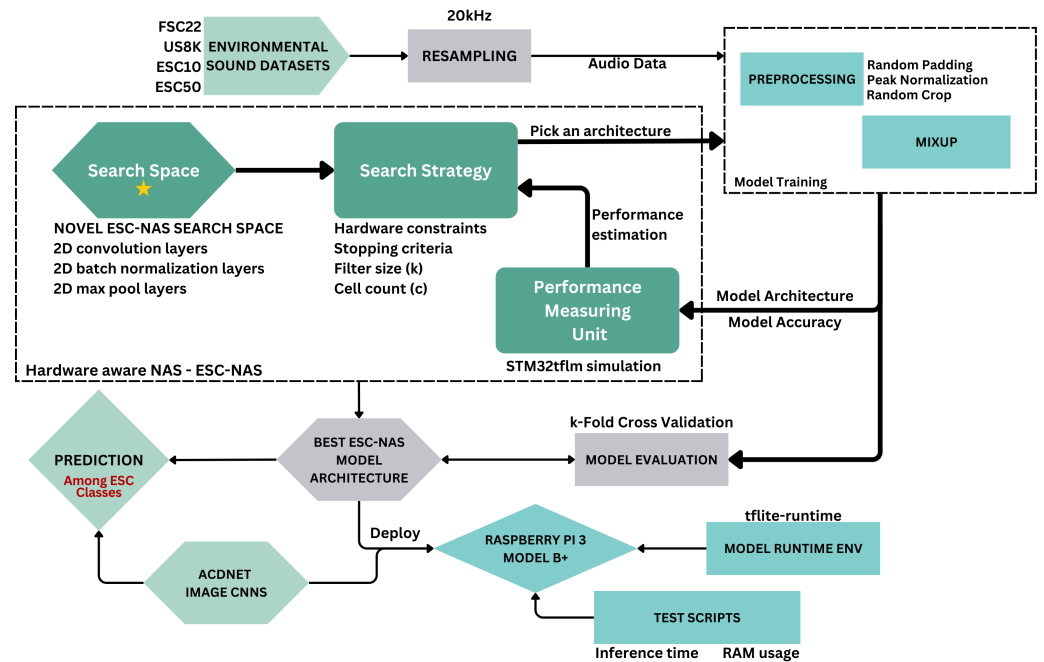 20kHz
FSC22
US8K
ESC10
ESC50
ENVIRONMENTAL
SOUND DATASETS
RESAMPLING
Audio Data
PREPROCESSING
Random Padding
Peak Normalization
Random Crop
MIXUP
Model Training
Pick an architecture
Search Space
NOVEL ESC-NAS SEARCH SPACE
2D convolution layers
2D batch normalization layers
2D max pool layers
Search Strategy
Hardware constraints
Stopping criteria
Filter size (k)
Cell count (c)
Performance
estimation
Performance
Measuring
Unit
STM32tflm simulation
Model Architecture
Model Accuracy
Hardware aware NAS - ESC-NAS
PREDICTION
Among ESC
Classes
BEST ESC-NAS
MODEL
ARCHITECTURE
k-Fold Cross Validation
MODEL EVALUATION
Deploy
ACDNET
IMAGE CNNS
RASPBERRY PI 3
MODEL B+
tflite-runtime
MODEL RUNTIME ENV
TEST SCRIPTS
Inference time
RAM usage